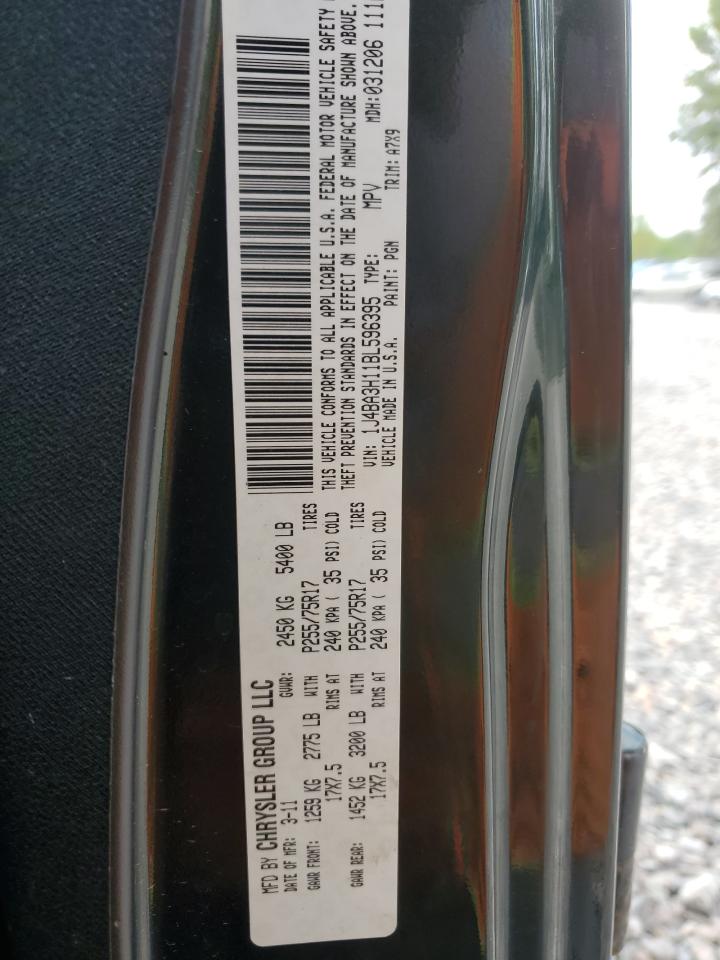 MFD BY CHRYSLER GROUP LLC
DATE OF MFR: 3-11 GVWR: 2450 KG 5400 LB
GAWR FRONT: 1259 KG 2775 LB WITH P255/75R17 TIRES
17X7.5 RIMS AT 240 KPA ( 35 PSI) COLD
GAWR REAR: 1452 KG 3200 LB WITH P255/75R17 TIRES
17X7.5 RIMS AT 240 KPA ( 35 PSI) COLD
THIS VEHICLE CONFORMS TO ALL APPLICABLE U.S.A. FEDERAL MOTOR VEHICLE SAFETY
THEFT PREVENTION STANDARDS IN EFFECT ON THE DATE OF MANUFACTURE SHOWN ABOVE.
VIN: 1J4BA3H11BL596395 TYPE: MPV MDH:031206 111
VEHICLE MADE IN U.S.A. PAINT: PGN TRIM: A7X9